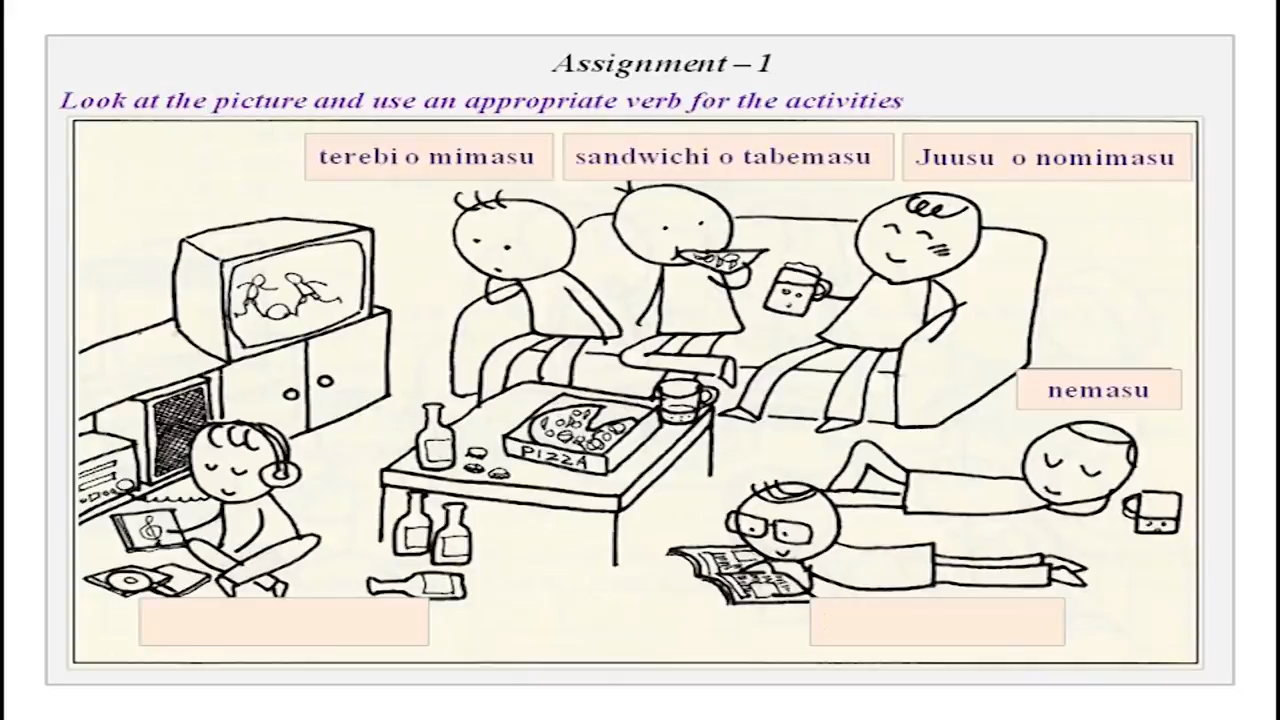 Assignment – 1
Look at the picture and use an appropriate verb for the activities
terebi o mimasu
sandwichi o tabemasu
Juusu o nomimasu
nemasu
PIZZA